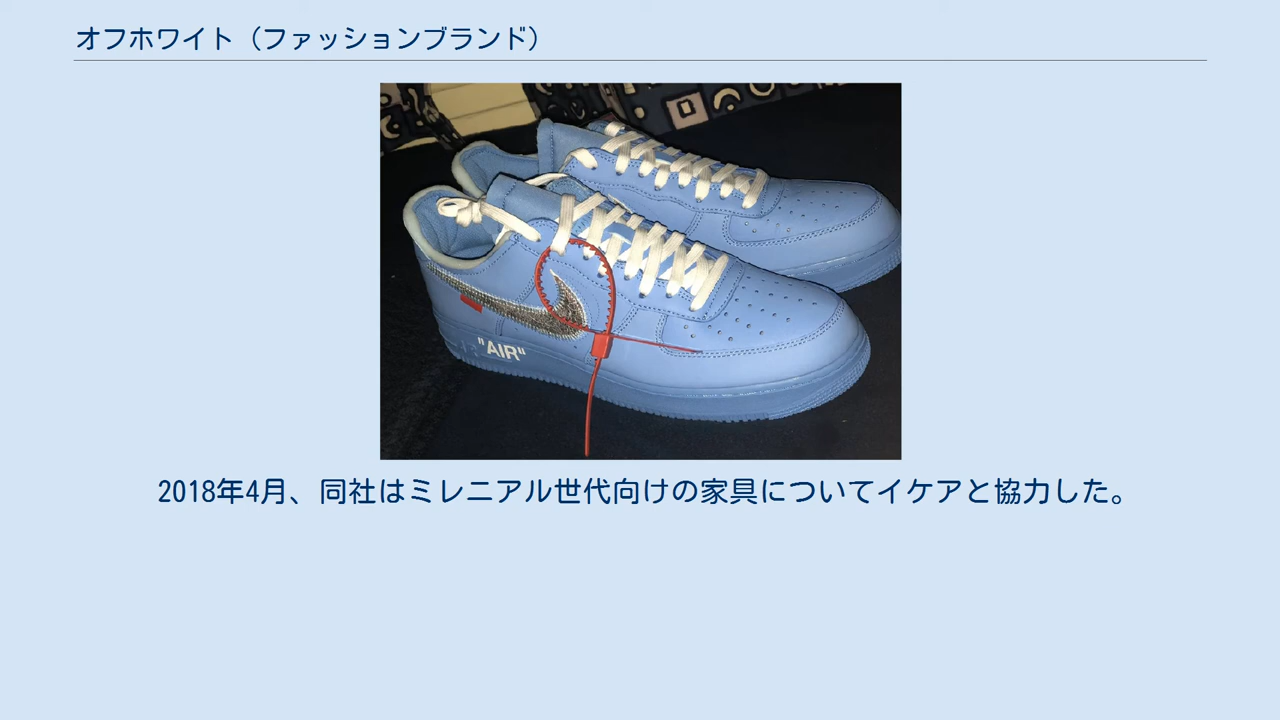 オフホワイト（ファッションブランド）
"AIR"
2018年4月、同社はミレニアル世代向けの家具についてイケアと協力した。